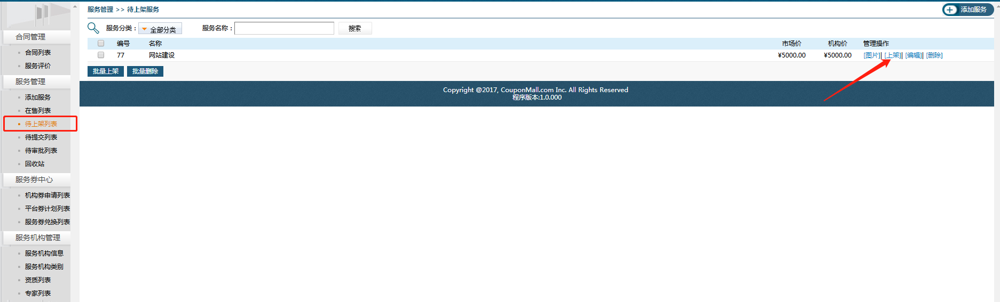 服务管理 >> 待上架服务
添加服务
服务分类： 全部分类 服务名称： 搜索
编号 名称 市场价 机构价 管理操作
77 网站建设 ¥5000.00 ¥5000.00 [图片]| [上架]| [编辑]| [删除]
批量上架 批量删除
Copyright @2017, CouponMall.com Inc. All Rights Reserved
程序版本:1.0.000
合同管理
合同列表
服务评价
服务管理
添加服务
在售列表
待上架列表
待提交列表
待审批列表
回收站
服务券中心
机构券申请列表
平台券计划列表
服务券兑换列表
服务机构管理
服务机构信息
服务机构类别
资质列表
专家列表